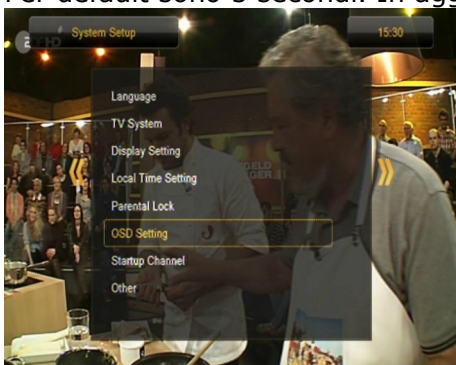 System Setup
15:30
Language
TV System
Display Setting
Local Time Setting
Parental Lock
OSD Setting
Startup Channel
Other